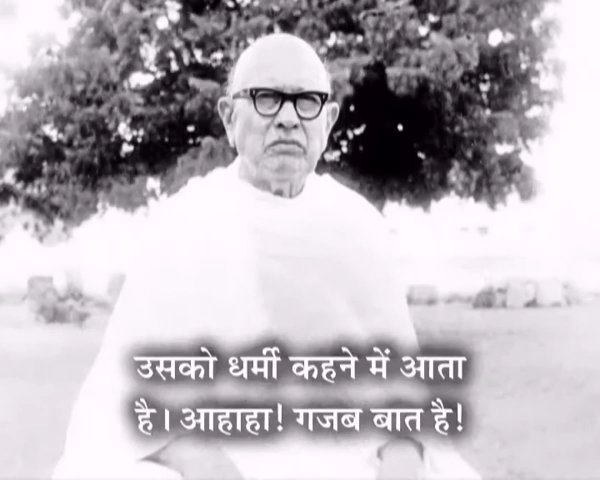 उसको धर्मी कहने में आता
है। आहाहा! गजब बात है!